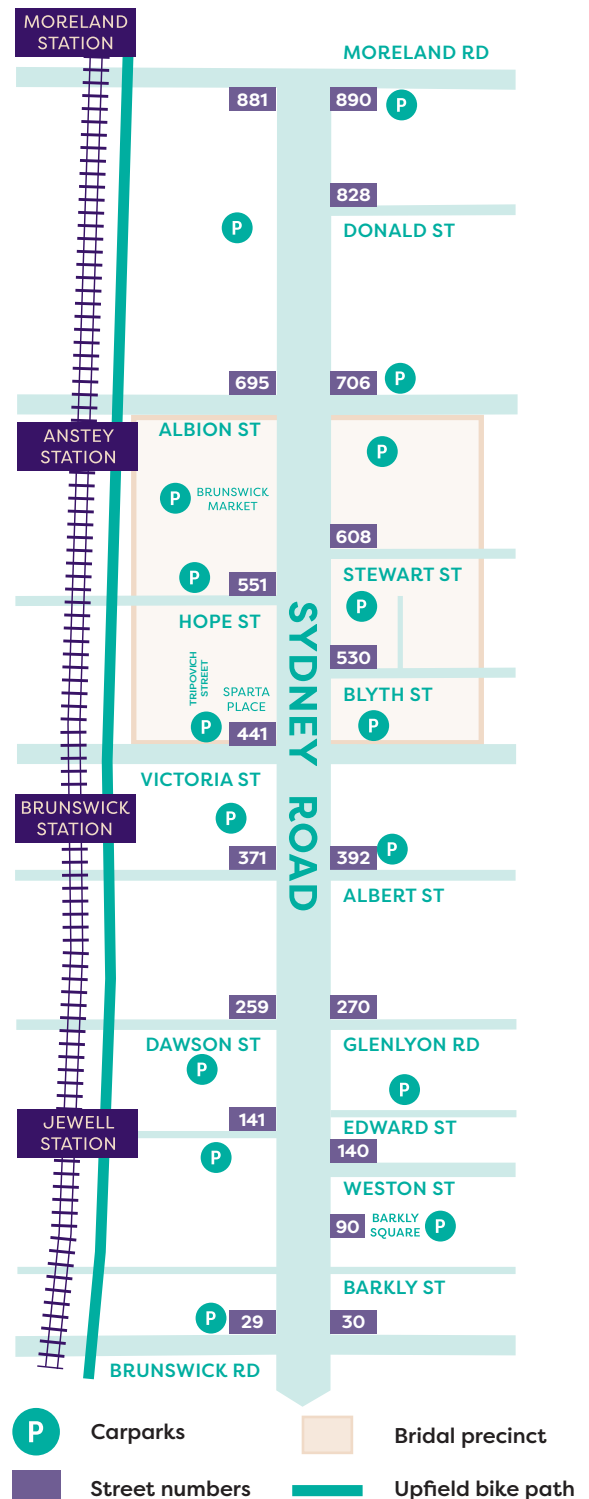 MORELAND
STATION
MORELAND RD
881
890
P
828
P
DONALD ST
695
706
P
ANSTEY
STATION
ALBION ST
P
P
BRUNSWICK
MARKET
608
P
551
STEWART ST
HOPE ST
P
SYDNEY ROAD
530
TRIPOVICH
STREET
SPARTA
PLACE
BLYTH ST
P
441
P
VICTORIA ST
BRUNSWICK
STATION
P
371
392
P
ALBERT ST
259
270
DAWSON ST
GLENLYON RD
P
P
JEWELL
STATION
141
EDWARD ST
140
P
WESTON ST
90
BARKLY
SQUARE
P
BARKLY ST
P
29
30
BRUNSWICK RD
P
Carparks
Bridal precinct
Street numbers
Upfield bike path